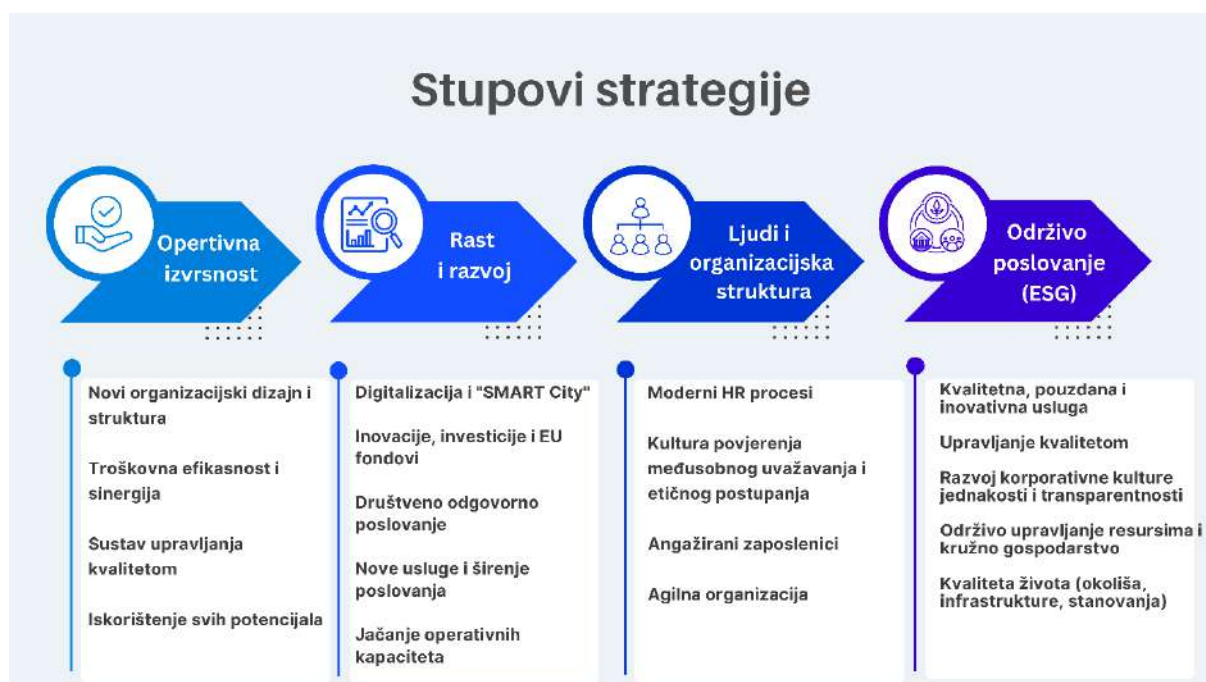 Stupovi strategije
Opertivna
izvrsnost
Rast
i razvoj
Ljudi i
organizacijska
struktura
Održivo
poslovanje
(ESG)
Novi organizacijski dizajn i
struktura
Troškovna efikasnost i
sinergija
Sustav upravljanja
kvalitetom
Iskorištenje svih potencijala
Digitalizacija i "SMART City"
Inovacije, investicije i EU
fondovi
Društveno odgovorno
poslovanje
Nove usluge i širenje
poslovanja
Jačanje operativnih
kapaciteta
Moderni HR procesi
Kultura povjerenja
međusobnog uvažavanja i
etičnog postupanja
Angažirani zaposlenici
Agilna organizacija
Kvalitetna, pouzdana i
inovativna usluga
Upravljanje kvalitetom
Razvoj korporativne kulture
jednakosti i transparentnosti
Održivo upravljanje resursima i
kružno gospodarstvo
Kvaliteta života (okoliša,
infrastrukture, stanovanja)